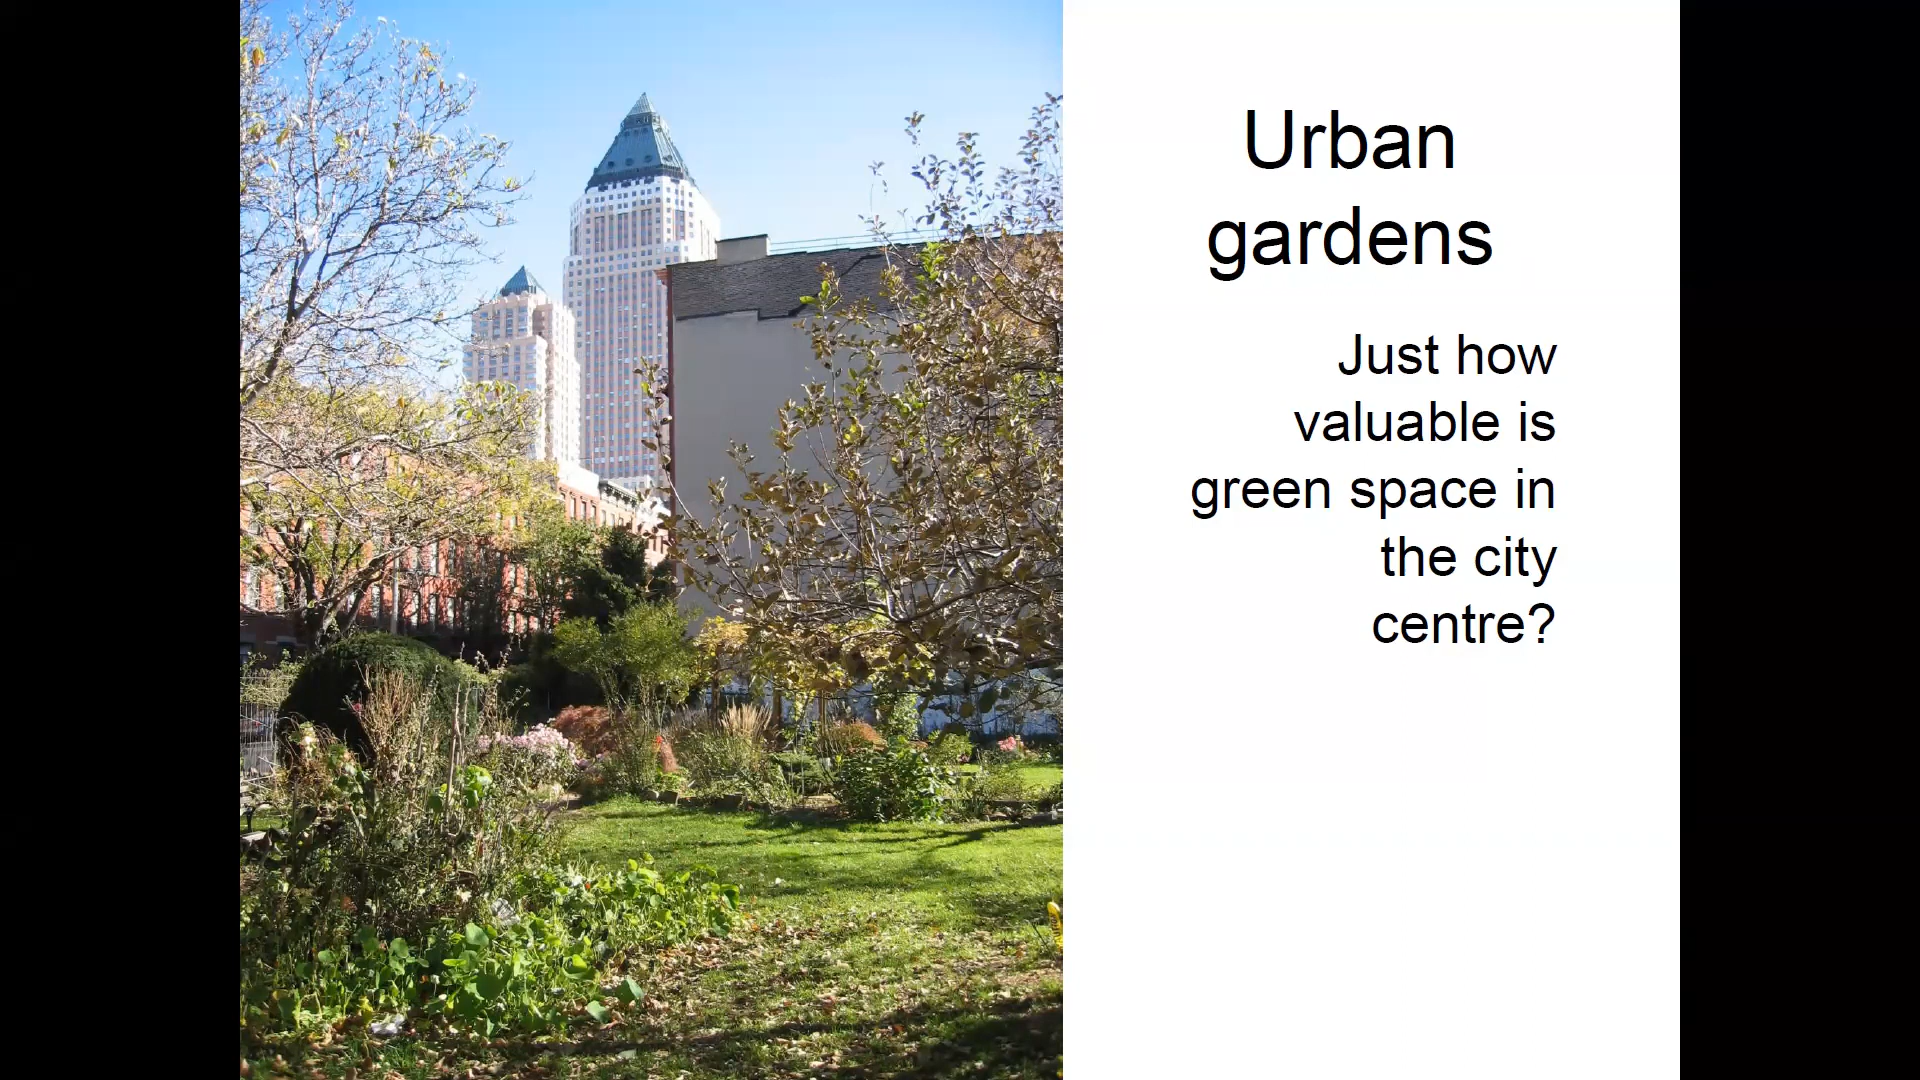 Urban
gardens
Just how
valuable is
green space in
the city
centre?